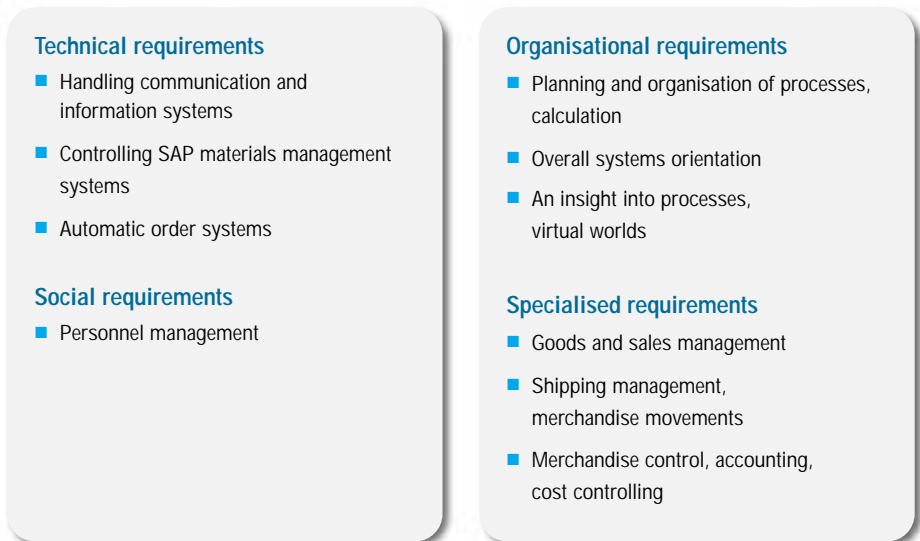 Technical requirements
Handling communication and
information systems
Controlling SAP materials management
systems
Automatic order systems
Social requirements
Personnel management
Organisational requirements
Planning and organisation of processes,
calculation
Overall systems orientation
An insight into processes,
virtual worlds
Specialised requirements
Goods and sales management
Shipping management,
merchandise movements
Merchandise control, accounting,
cost controlling